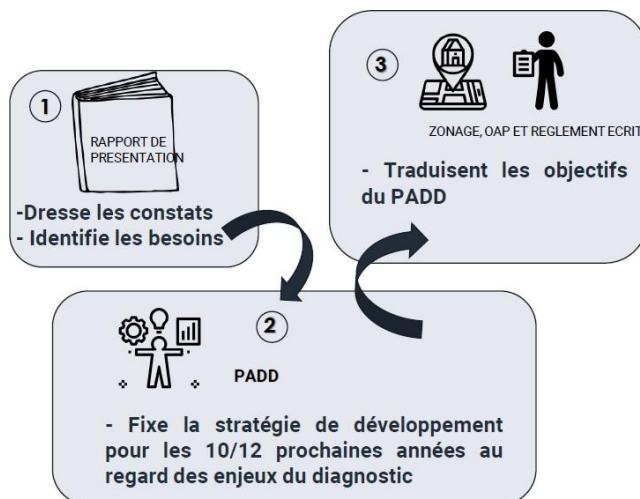 1
RAPPORT DE
PRESENTATION
-Dresse les constats
- Identifie les besoins
2
PADD
- Fixe la stratégie de développement
pour les 10/12 prochaines années au
regard des enjeux du diagnostic
3
ZONAGE, OAP ET REGLEMENT ECRIT
- Traduisent les objectifs
du PADD